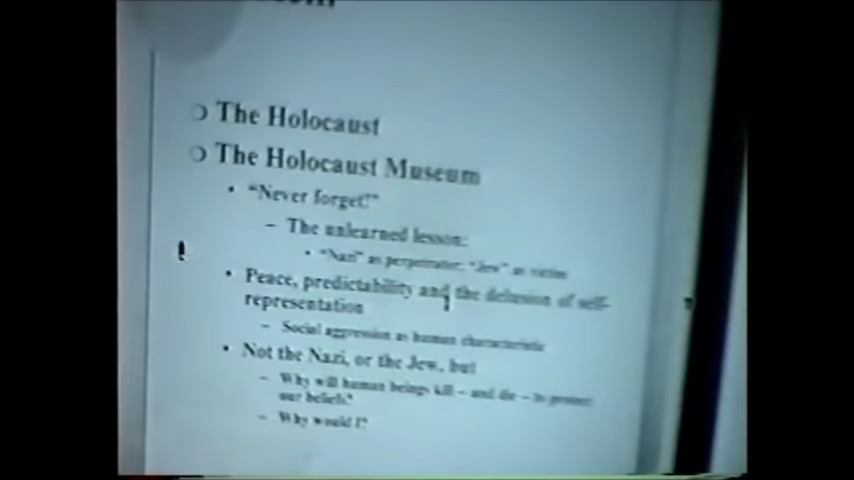 The Holocaust
The Holocaust Museum
• "Never forget!"
– The unlearned lesson:
• "Nazi" as perpetrator; "Jew" as victim
• Peace, predictability and the delusion of self-
representation
– Social aggression as human characteristic
• Not the Nazi, or the Jew, but
– Why will human beings kill – and die – to protect
our beliefs?
– Why would I?